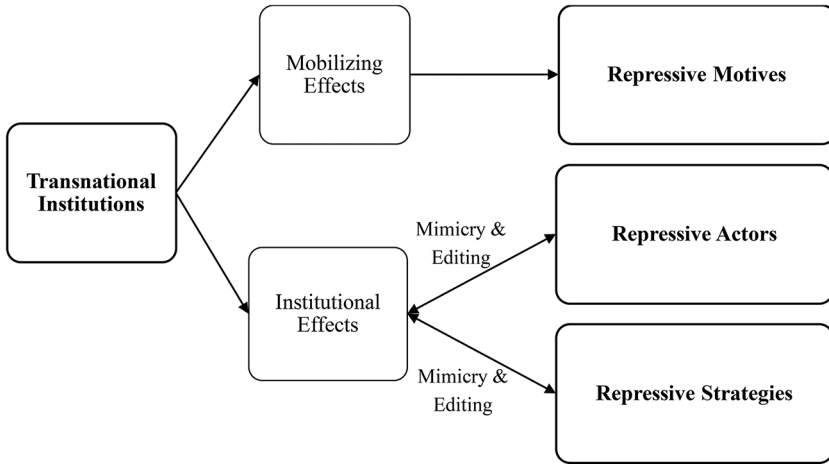 Mobilizing
Effects
Repressive Motives
Transnational
Institutions
Mimicry &
Editing
Repressive Actors
Institutional
Effects
Mimicry &
Editing
Repressive Strategies